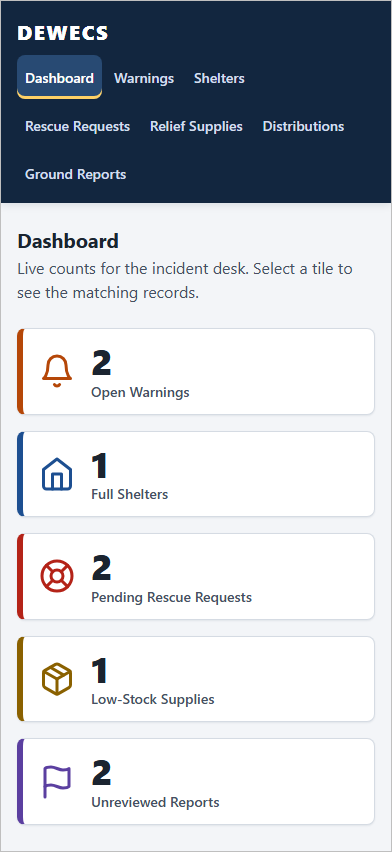 DEWECS
Dashboard Warnings Shelters
Rescue Requests Relief Supplies Distributions
Ground Reports
Dashboard
Live counts for the incident desk. Select a tile to
see the matching records.
2
Open Warnings
1
Full Shelters
2
Pending Rescue Requests
1
Low-Stock Supplies
2
Unreviewed Reports